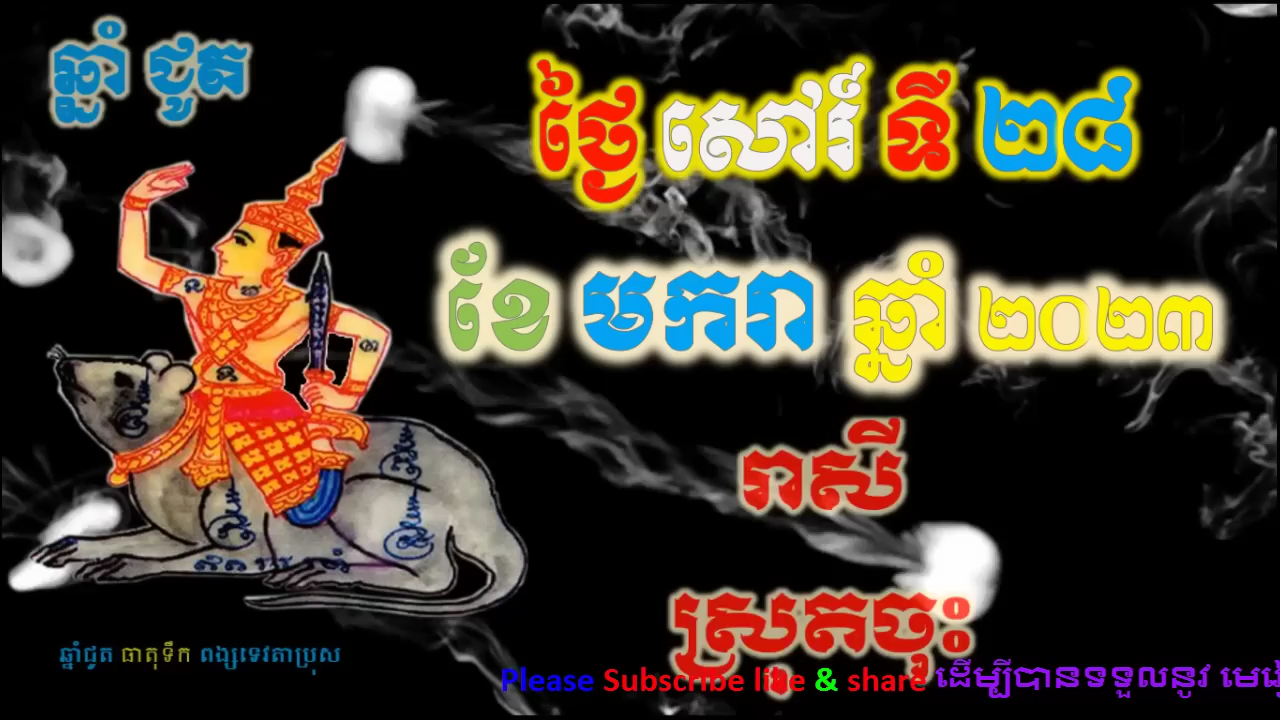 ឆ្នាំ ជូត
ថ្ងៃ សៅរ៍ ទី ២៨
ខែ មករា ឆ្នាំ ២០២៣
រាសី
ស្រុតចុះ
ឆ្នាំជូត ធាតុទឹក ពង្សទេវតាប្រុស
Please Subscribe like & share ដើម្បីបានទទួលនូវ